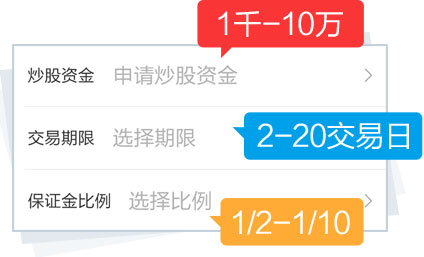 1千-10万
炒股资金 申请炒股资金
交易期限 选择期限 2-20交易日
保证金比例 选择比例
1/2-1/10